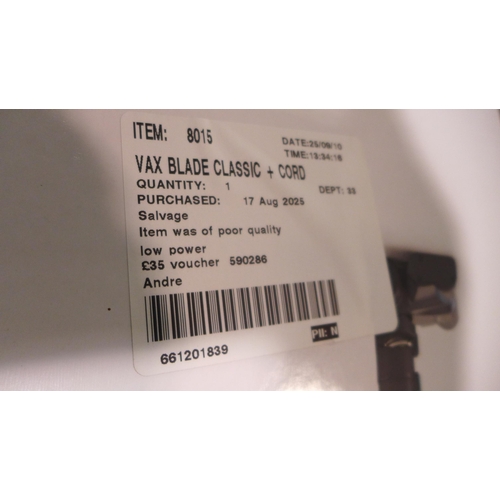 ITEM: 8015
DATE:25/09/10
TIME:13:34:16
VAX BLADE CLASSIC + CORD
QUANTITY: 1
DEPT: 33
PURCHASED: 17 Aug 2025
Salvage
Item was of poor quality
low power
£35 voucher 590286
Andre
PII: N
661201839